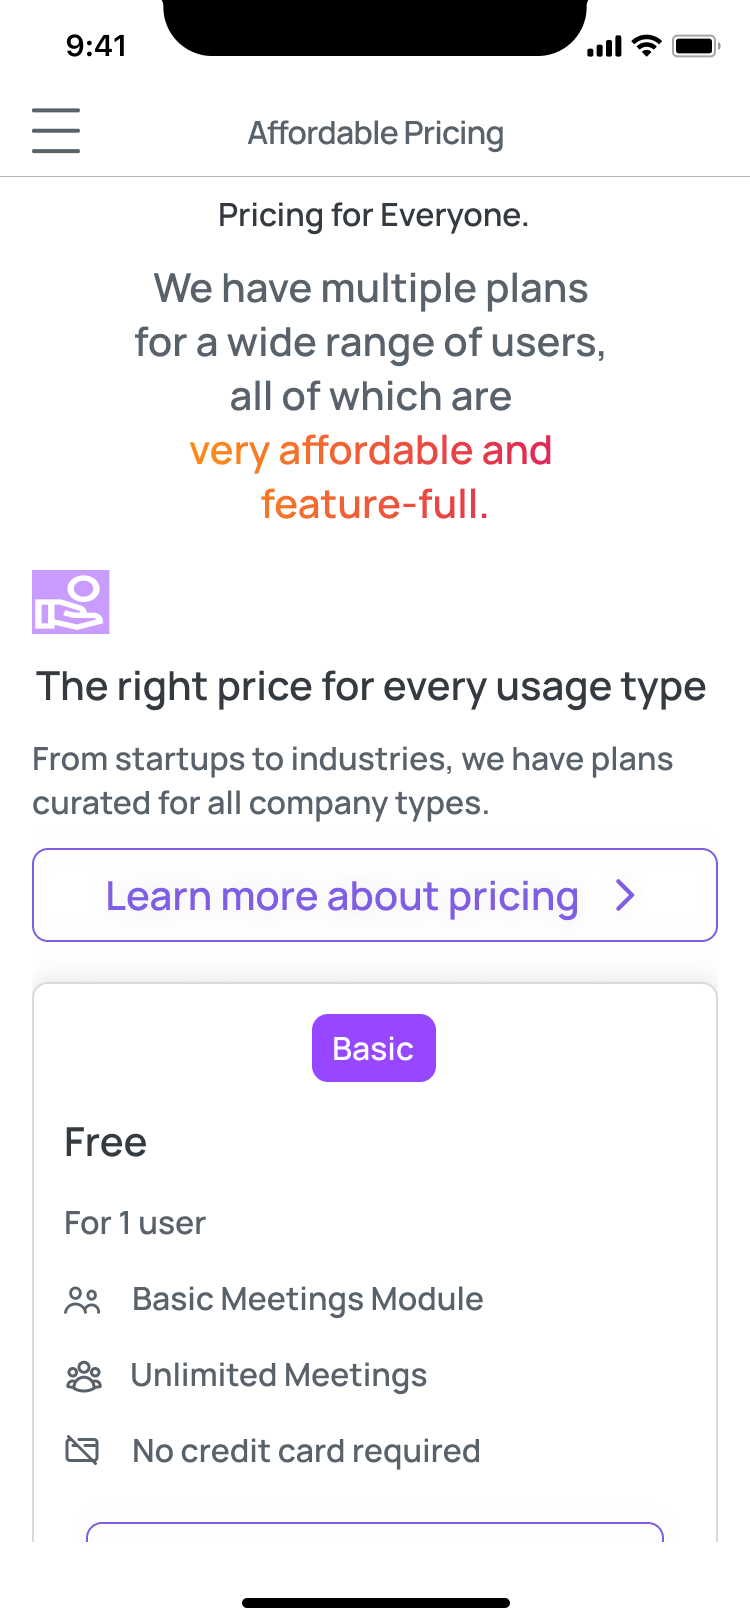 9:41
Affordable Pricing
Pricing for Everyone.
We have multiple plans
for a wide range of users,
all of which are
very affordable and
feature-full.
The right price for every usage type
From startups to industries, we have plans
curated for all company types.
Learn more about pricing
Basic
Free
For 1 user
Basic Meetings Module
Unlimited Meetings
No credit card required